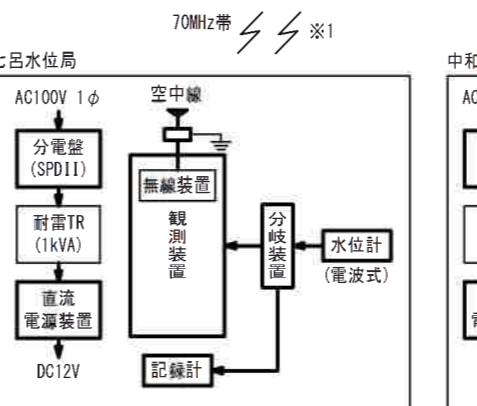 70MHz帯
※1
七呂水位局
中和
AC100V 1φ
空中線
AC
分電盤
(SPDII)
無線装置
観測装置
耐雷TR
(1kVA)
分岐装置
水位計
(電波式)
直流
電源装置
電
DC12V
記録計